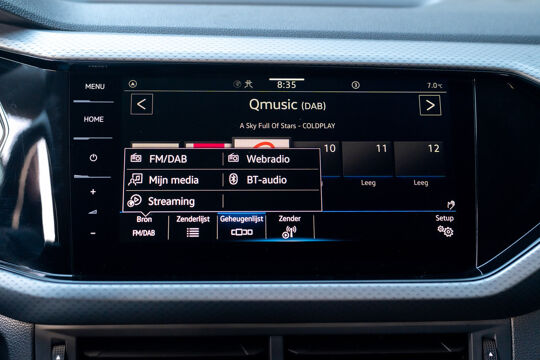 MENU
8:35
7.0°C
Qmusic (DAB)
HOME
A Sky Full Of Stars - COLDPLAY
10
11
12
FM/DAB
Webradio
Mijn media
BT-audio
Leeg
Leeg
Streaming
+
-
Bron
Zenderlijst
Geheugenlijst
Zender
Setup
FM/DAB